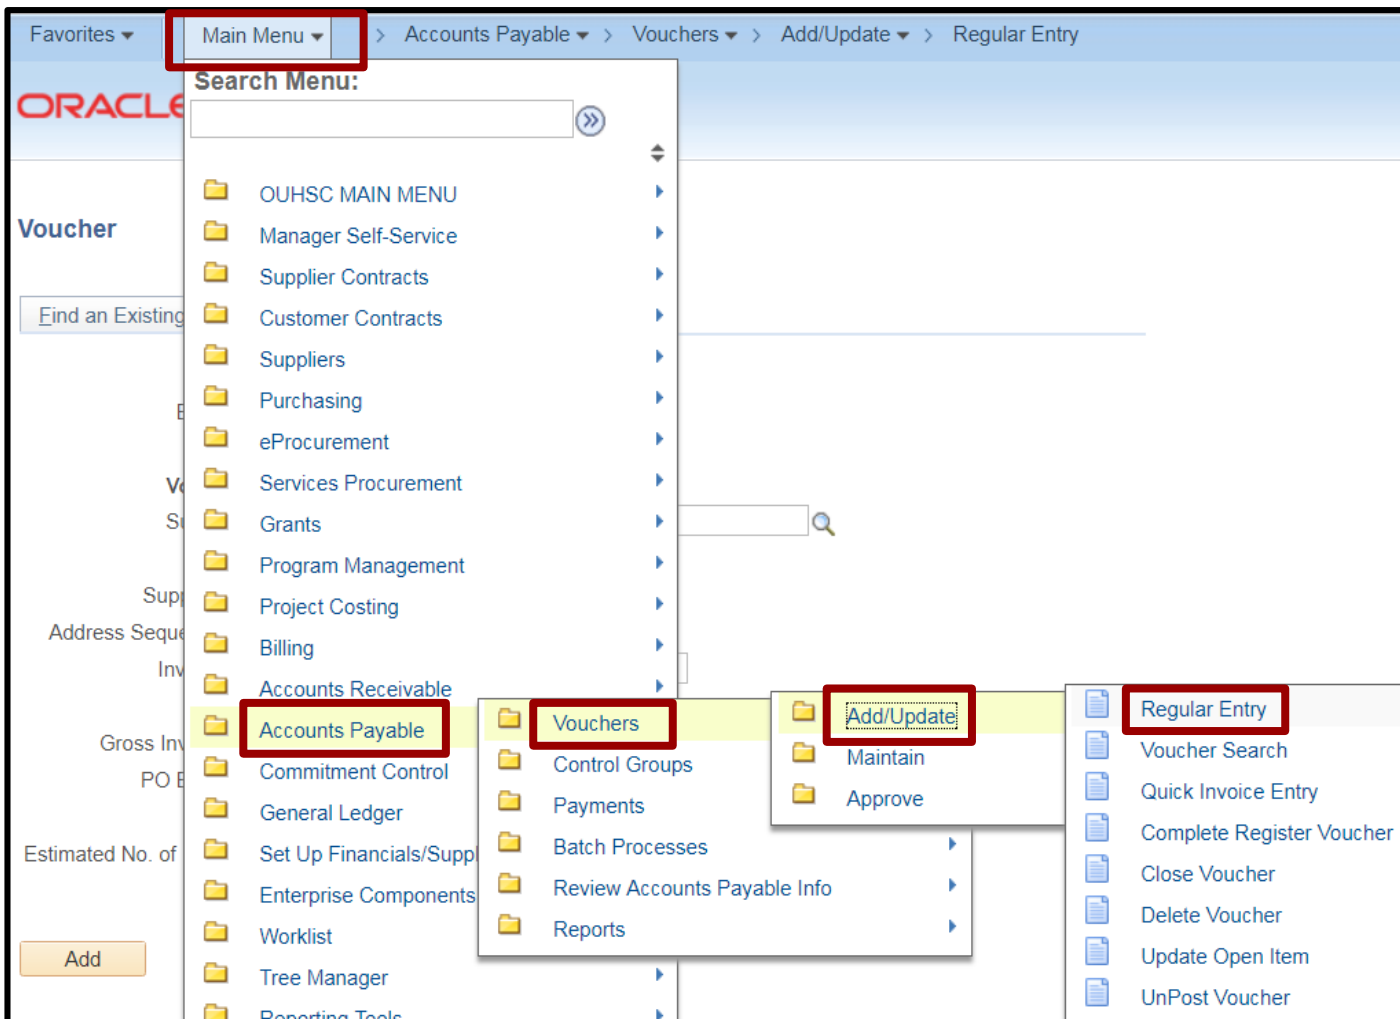 Favorites Main Menu > Accounts Payable > Vouchers > Add/Update > Regular Entry
Search Menu:
ORACLE
OUHSC MAIN MENU
Voucher
Manager Self-Service
Supplier Contracts
Find an Existing
Customer Contracts
Suppliers
Purchasing
eProcurement
Services Procurement
Grants
Program Management
Project Costing
Address Seque
Billing
Inv
Accounts Receivable
Accounts Payable
Vouchers
Add/Update
Regular Entry
Gross Inv
Commitment Control
Control Groups
Maintain
Voucher Search
PO
General Ledger
Payments
Approve
Quick Invoice Entry
Complete Register Voucher
Estimated No. of
Set Up Financials/Suppl
Batch Processes
Close Voucher
Enterprise Components
Review Accounts Payable Info
Delete Voucher
Worklist
Reports
Add
Update Open Item
Tree Manager
UnPost Voucher
Reporting Tools